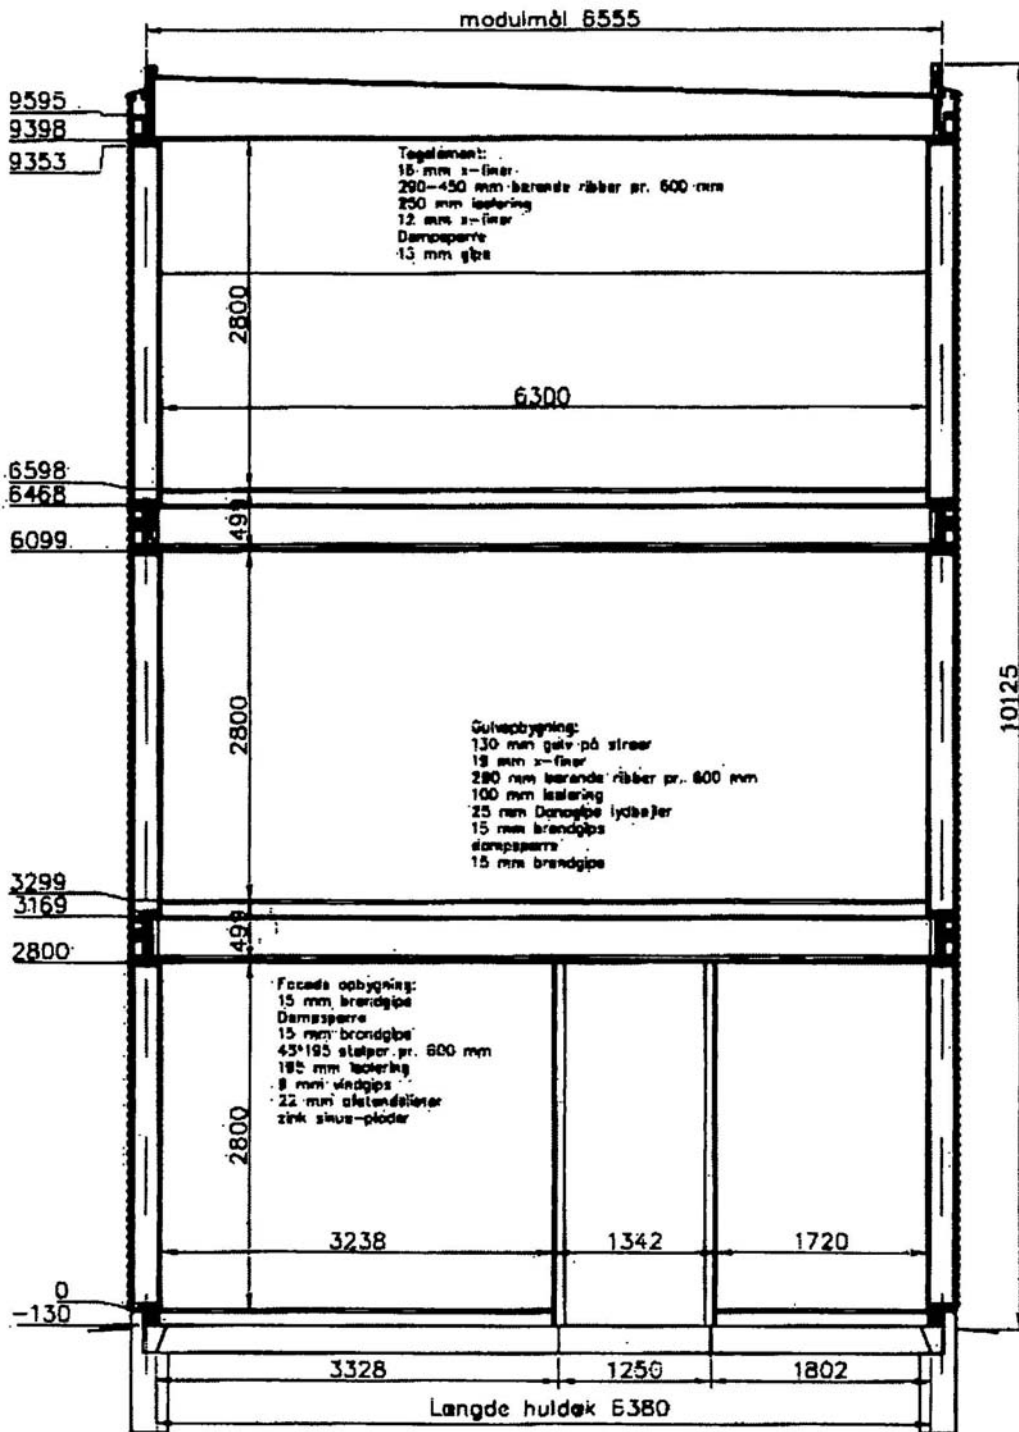 modulmål 6555
9595
9398
9353
Tagelement:
15 mm x-finer
290-450 mm bærende ribber pr. 600 mm
250 mm isolering
12 mm x-finer
Dampspærre
13 mm gips
2800
6300
6598
6468
499
6099
10125
2800
Gulvopbygning:
130 mm gulv på strøer
19 mm x-finer
290 mm bærende ribber pr. 600 mm
100 mm isolering
25 mm Danogips lydbøjler
15 mm brandgips
dampspærre
15 mm brandgips
3299
3169
499
2800
Facade opbygning:
15 mm brandgips
Dampspærre
15 mm brandgips
45*195 stolper pr. 600 mm
195 mm isolering
9 mm vindgips
22 mm afstandslister
zink sinus-plader
2800
3238 1342 1720
0
-130
3328 1250 1802
Længde huldæk 6380